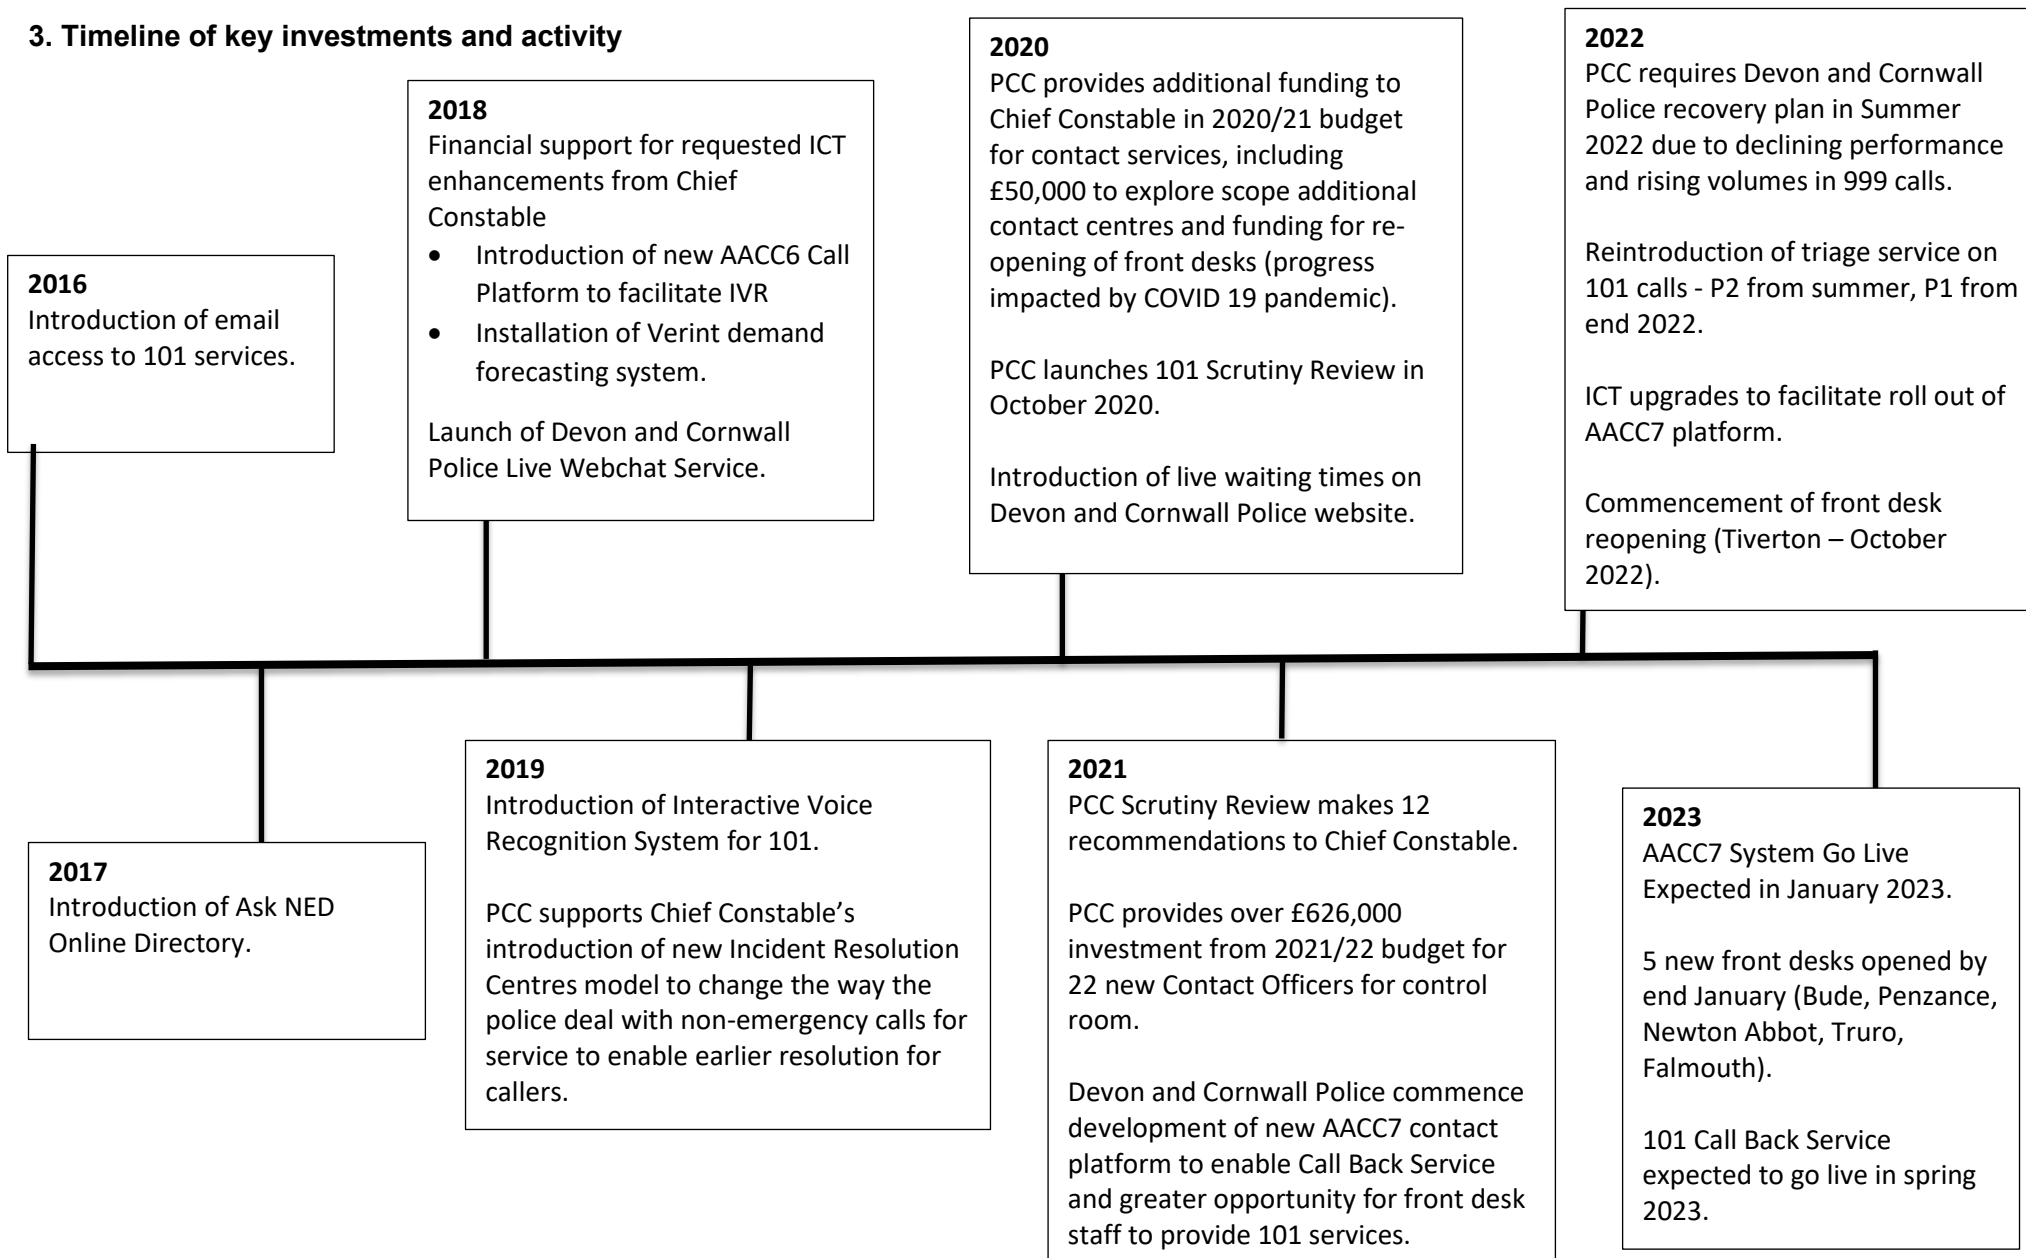 3. Timeline of key investments and activity
2016
Introduction of email
access to 101 services.
2017
Introduction of Ask NED
Online Directory.
2018
Financial support for requested ICT
enhancements from Chief
Constable
• Introduction of new AACC6 Call
Platform to facilitate IVR
• Installation of Verint demand
forecasting system.
Launch of Devon and Cornwall
Police Live Webchat Service.
2019
Introduction of Interactive Voice
Recognition System for 101.
PCC supports Chief Constable’s
introduction of new Incident Resolution
Centres model to change the way the
police deal with non-emergency calls for
service to enable earlier resolution for
callers.
2020
PCC provides additional funding to
Chief Constable in 2020/21 budget
for contact services, including
£50,000 to explore scope additional
contact centres and funding for re-
opening of front desks (progress
impacted by COVID 19 pandemic).
PCC launches 101 Scrutiny Review in
October 2020.
Introduction of live waiting times on
Devon and Cornwall Police website.
2021
PCC Scrutiny Review makes 12
recommendations to Chief Constable.
PCC provides over £626,000
investment from 2021/22 budget for
22 new Contact Officers for control
room.
Devon and Cornwall Police commence
development of new AACC7 contact
platform to enable Call Back Service
and greater opportunity for front desk
staff to provide 101 services.
2022
PCC requires Devon and Cornwall
Police recovery plan in Summer
2022 due to declining performance
and rising volumes in 999 calls.
Reintroduction of triage service on
101 calls - P2 from summer, P1 from
end 2022.
ICT upgrades to facilitate roll out of
AACC7 platform.
Commencement of front desk
reopening (Tiverton – October
2022).
2023
AACC7 System Go Live
Expected in January 2023.
5 new front desks opened by
end January (Bude, Penzance,
Newton Abbot, Truro,
Falmouth).
101 Call Back Service
expected to go live in spring
2023.